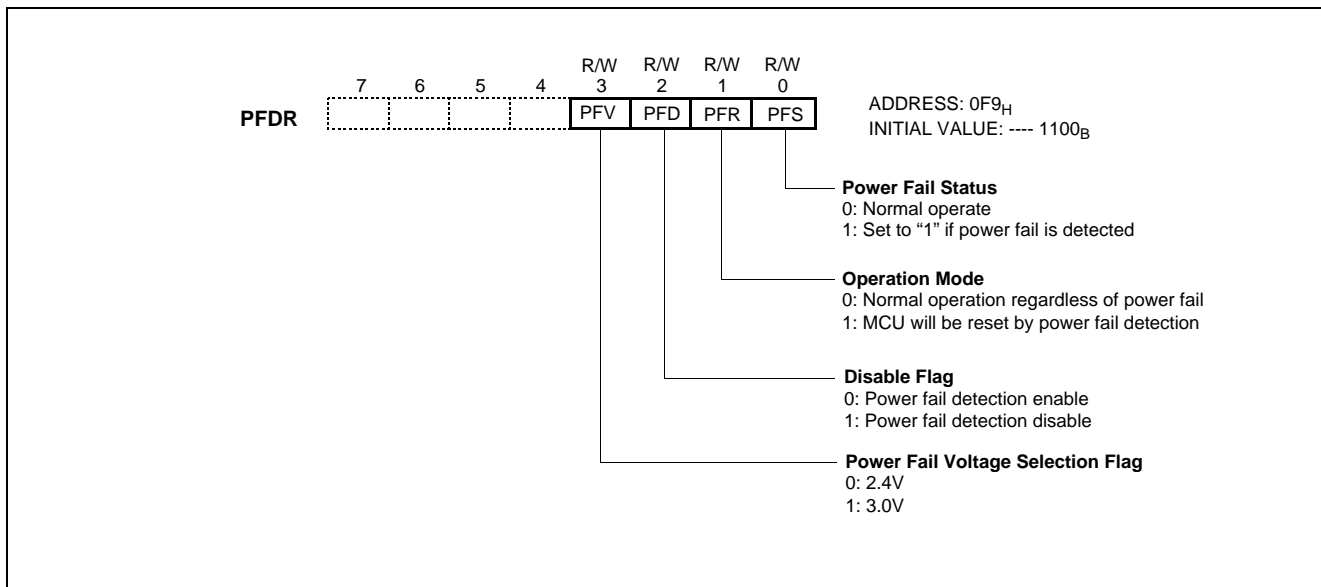 R/W R/W R/W R/W
7 6 5 4 3 2 1 0
PFDR PFV PFD PFR PFS
ADDRESS: 0F9H
INITIAL VALUE: ---- 1100B
Power Fail Status
0: Normal operate
1: Set to “1” if power fail is detected
Operation Mode
0: Normal operation regardless of power fail
1: MCU will be reset by power fail detection
Disable Flag
0: Power fail detection enable
1: Power fail detection disable
Power Fail Voltage Selection Flag
0: 2.4V
1: 3.0V